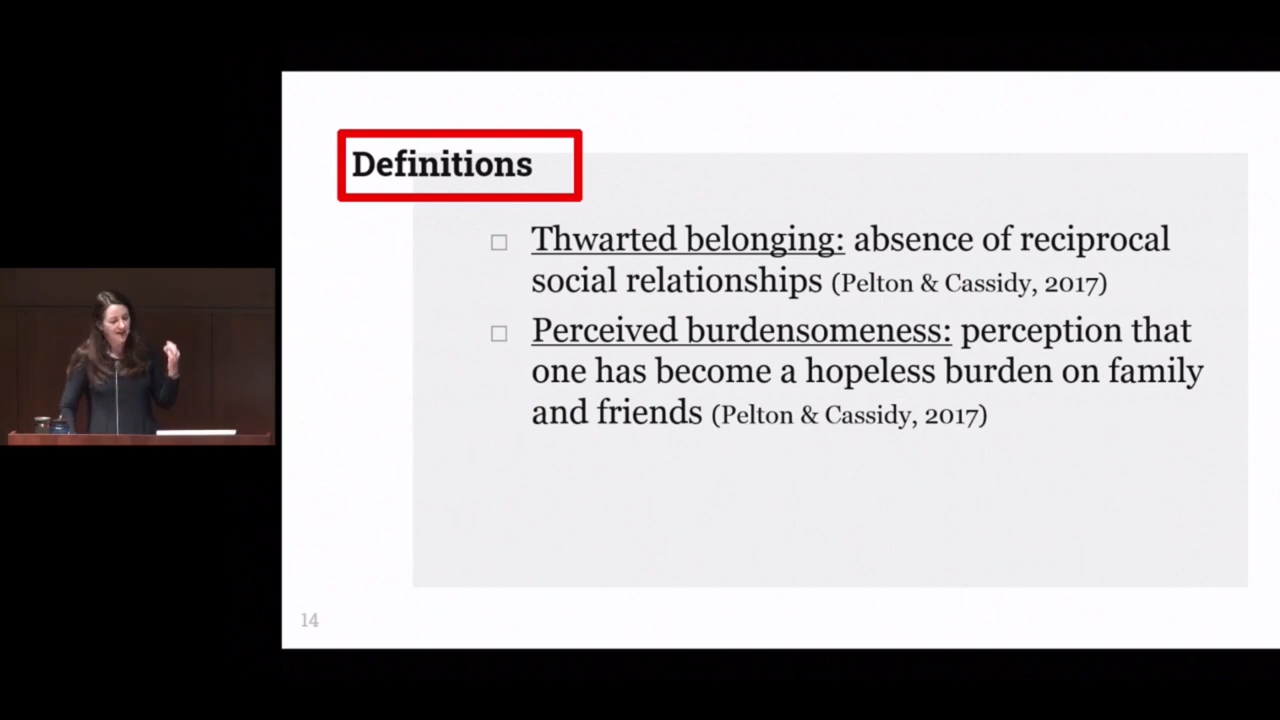 Definitions
□ Thwarted belonging: absence of reciprocal
social relationships (Pelton & Cassidy, 2017)
□ Perceived burdensomeness: perception that
one has become a hopeless burden on family
and friends (Pelton & Cassidy, 2017)
14